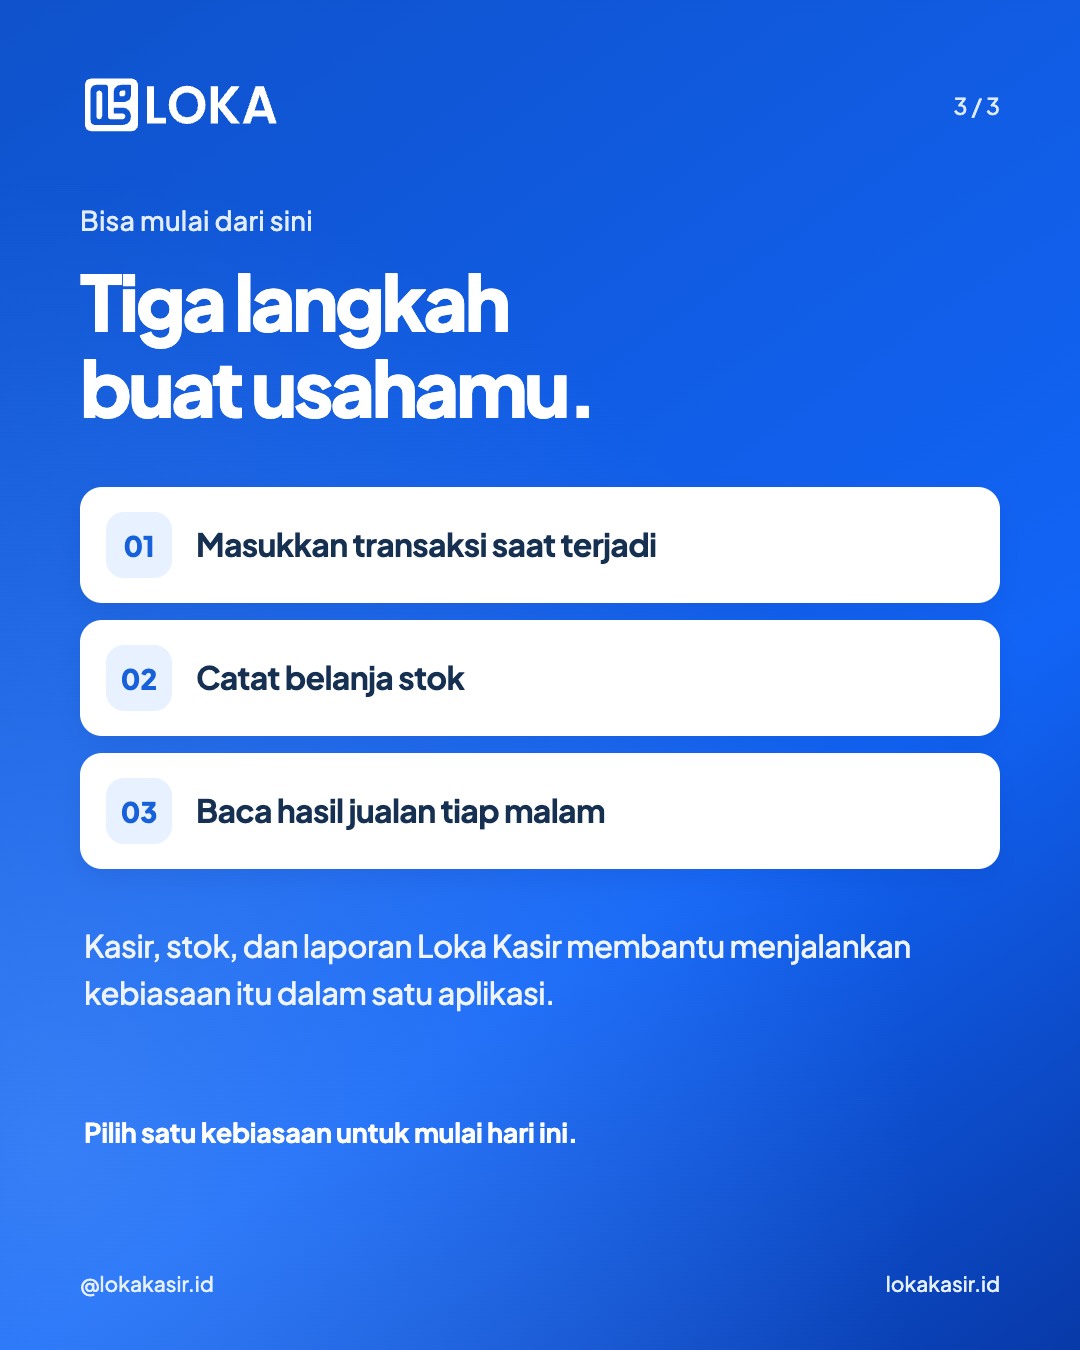 LOKA
3 / 3
Bisa mulai dari sini
Tiga langkah
buat usahamu.
01 Masukkan transaksi saat terjadi
02 Catat belanja stok
03 Baca hasil jualan tiap malam
Kasir, stok, dan laporan Loka Kasir membantu menjalankan
kebiasaan itu dalam satu aplikasi.
Pilih satu kebiasaan untuk mulai hari ini.
@lokakasir.id
lokakasir.id